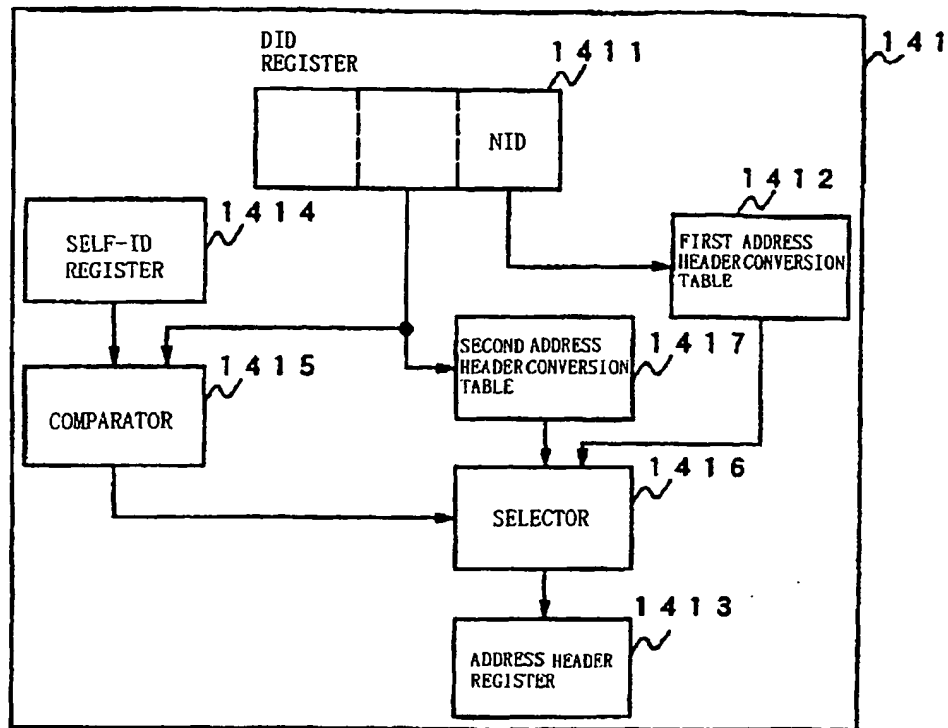 DID
REGISTER
1411
141
NID
1412
1414
SELF-ID
REGISTER
FIRST ADDRESS
HEADER CONVERSION
TABLE
1417
SECOND ADDRESS
HEADER CONVERSION
TABLE
1415
COMPARATOR
1416
SELECTOR
1413
ADDRESS HEADER
REGISTER